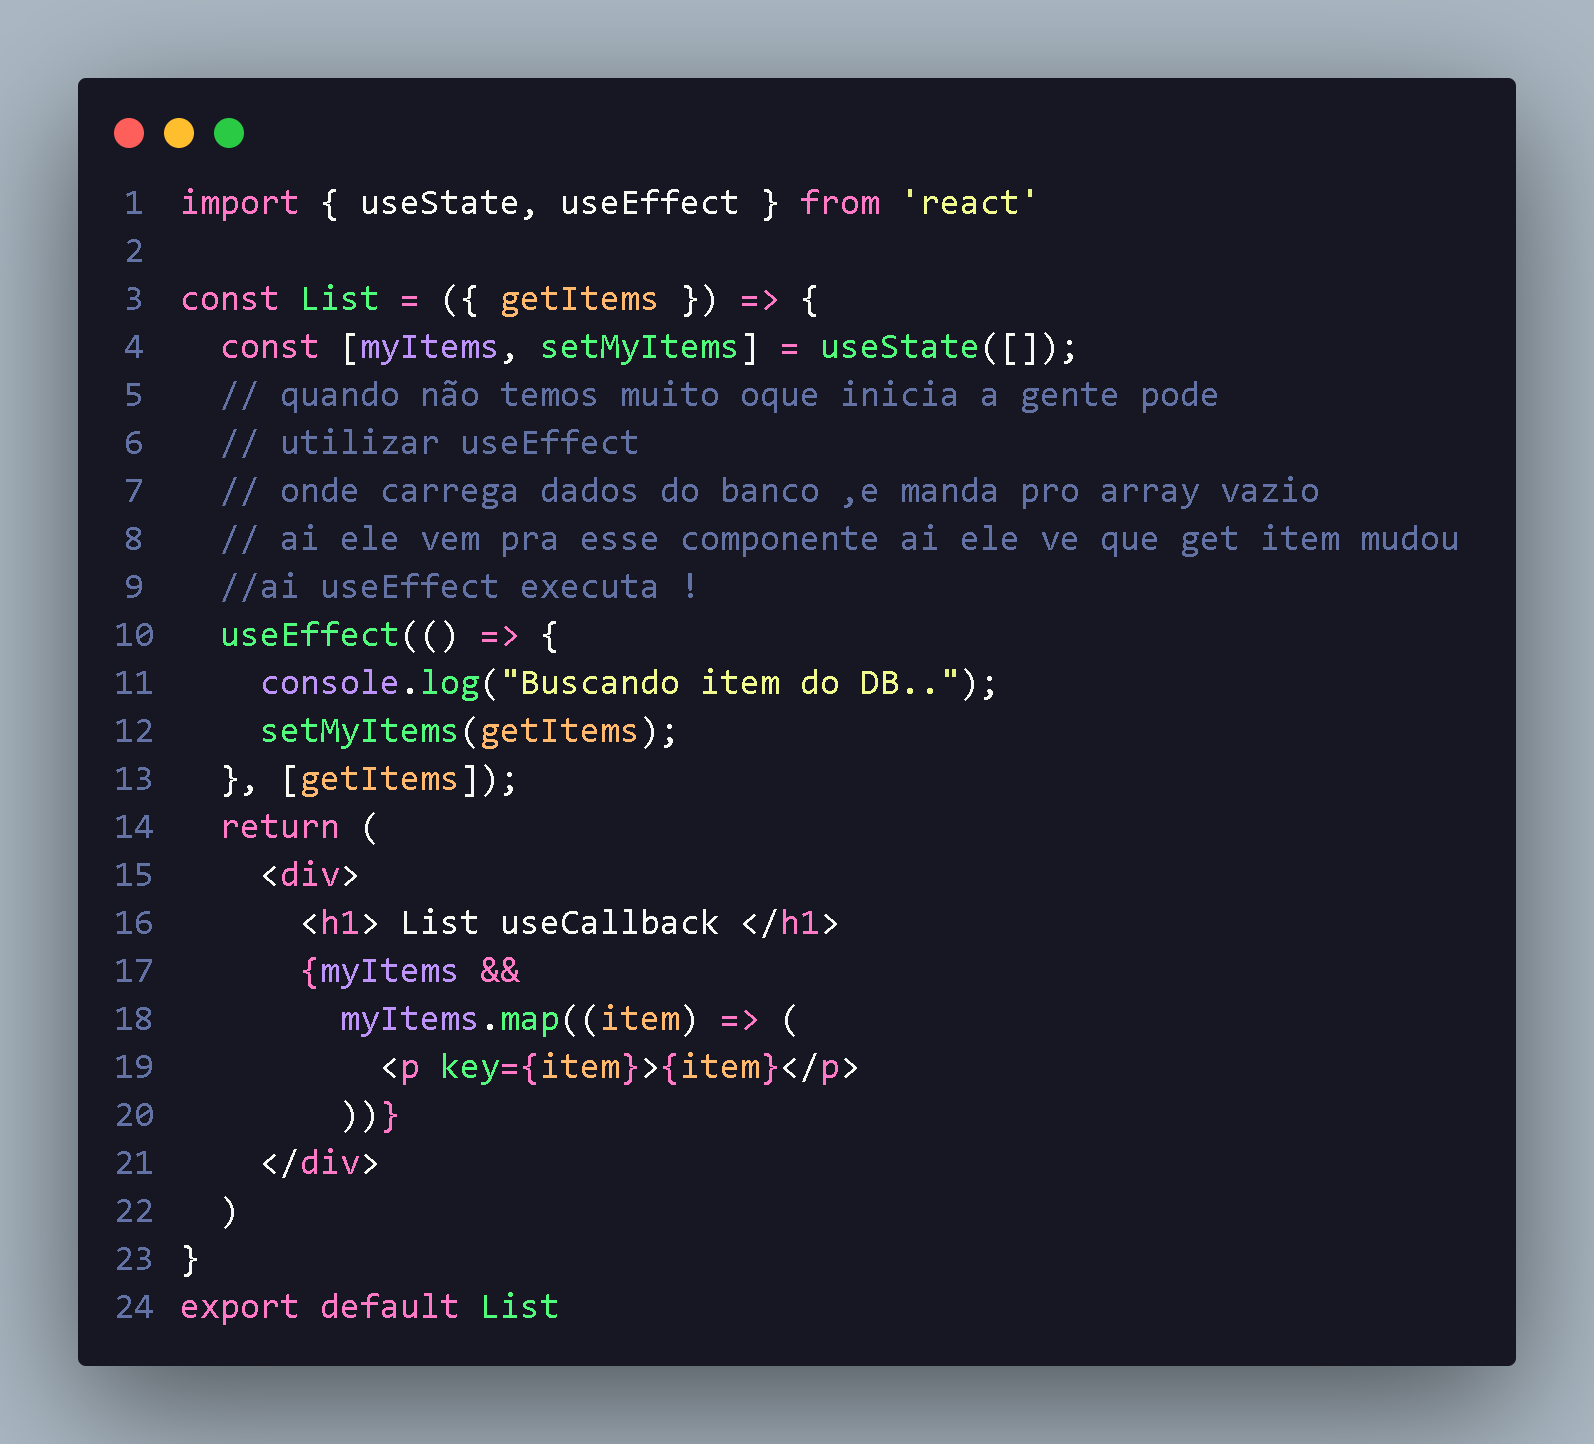 1 import { useState, useEffect } from 'react'
2
3 const List = ({ getItems }) => {
4   const [myItems, setMyItems] = useState([]);
5   // quando não temos muito oque inicia a gente pode
6   // utilizar useEffect
7   // onde carrega dados do banco ,e manda pro array vazio
8   // ai ele vem pra esse componente ai ele ve que get item mudou
9   //ai useEffect executa !
10   useEffect(() => {
11     console.log("Buscando item do DB..");
12     setMyItems(getItems);
13   }, [getItems]);
14   return (
15     <div>
16       <h1> List useCallback </h1>
17       {myItems &&
18         myItems.map((item) => (
19           <p key={item}>{item}</p>
20         ))}
21     </div>
22   )
23 }
24 export default List